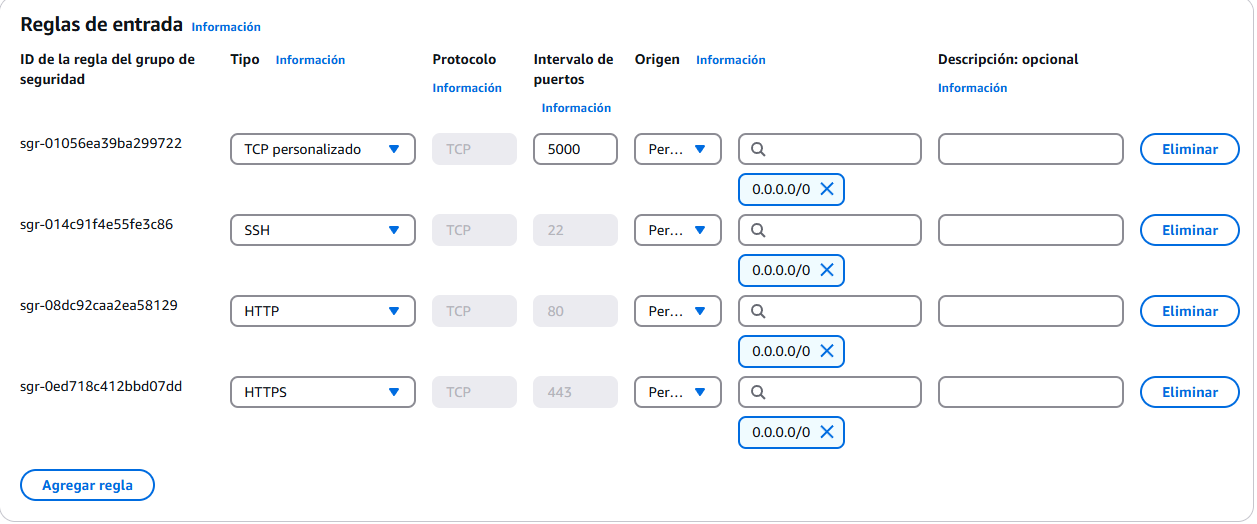 Reglas de entrada Información
ID de la regla del grupo de seguridad
Tipo Información
Protocolo Información
Intervalo de puertos Información
Origen Información
Descripción: opcional Información
sgr-01056ea39ba299722 TCP personalizado TCP 5000 Per... Eliminar
0.0.0.0/0
sgr-014c91f4e55fe3c86 SSH TCP 22 Per... Eliminar
0.0.0.0/0
sgr-08dc92caa2ea58129 HTTP TCP 80 Per... Eliminar
0.0.0.0/0
sgr-0ed718c412bbd07dd HTTPS TCP 443 Per... Eliminar
0.0.0.0/0
Agregar regla